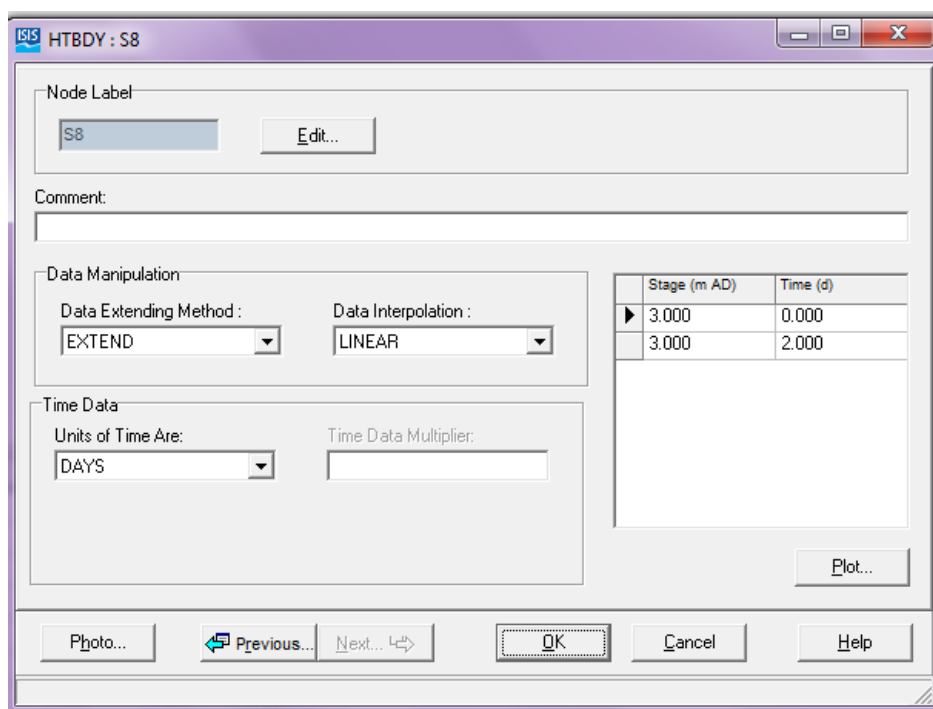 ISIS HTBDY : S8
Node Label
S8 Edit...
Comment:
Data Manipulation
Data Extending Method : Data Interpolation :
EXTEND LINEAR
Stage (m AD) Time (d)
3.000 0.000
3.000 2.000
Time Data
Units of Time Are: Time Data Multiplier:
DAYS
Plot...
Photo... Previous... Next... OK Cancel Help